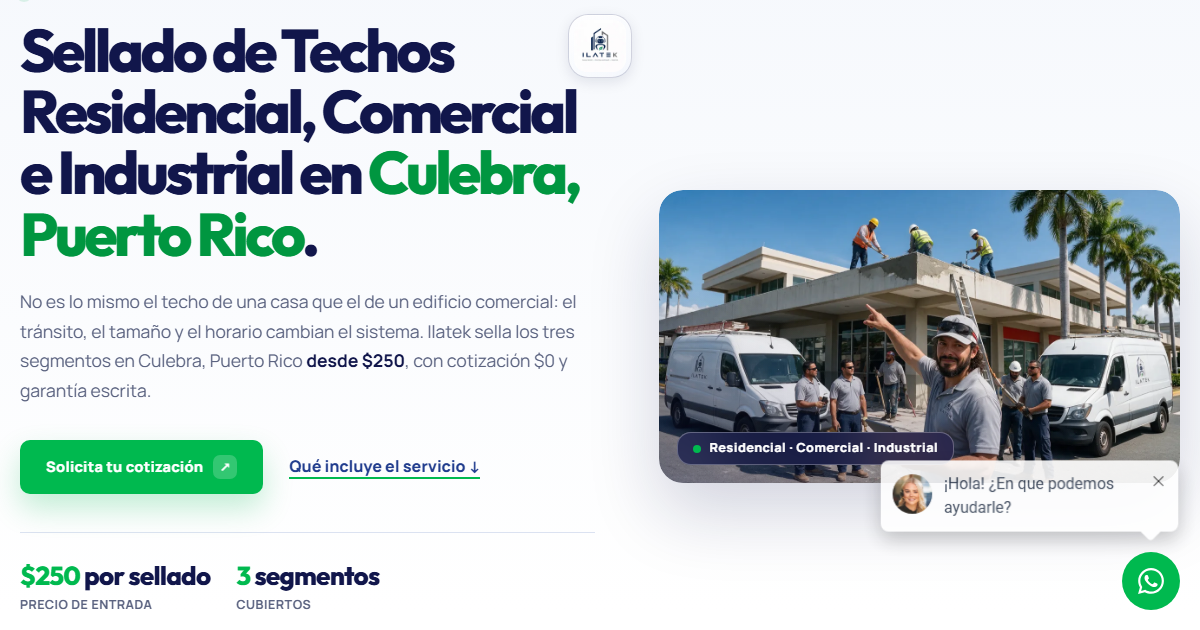 Sellado de Techos
Residencial, Comercial
e Industrial en Culebra,
Puerto Rico.
ILATEK
No es lo mismo el techo de una casa que el de un edificio comercial: el
tránsito, el tamaño y el horario cambian el sistema. Ilatek sella los tres
segmentos en Culebra, Puerto Rico desde $250, con cotización $0 y
garantía escrita.
Solicita tu cotización ↗
Qué incluye el servicio ↓
$250 por sellado
PRECIO DE ENTRADA
3 segmentos
CUBIERTOS
ILATEK
ILATEK
Residencial · Comercial · Industrial
¡Hola! ¿En que podemos
ayudarle?